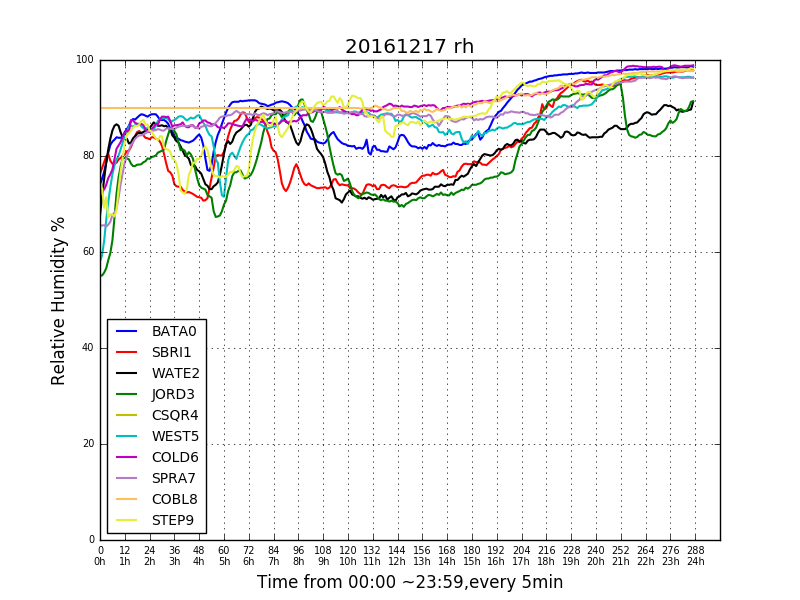 20161217 rh
Relative Humidity %
100
80
60
40
20
0
BATA0
SBRI1
WATE2
JORD3
CSQR4
WEST5
COLD6
SPRA7
COBL8
STEP9
0 12 24 36 48 60 72 84 96 108 120 132 144 156 168 180 192 204 216 228 240 252 264 276 288
0h 1h 2h 3h 4h 5h 6h 7h 8h 9h 10h 11h 12h 13h 14h 15h 16h 17h 18h 19h 20h 21h 22h 23h 24h
Time from 00:00 ~23:59,every 5min